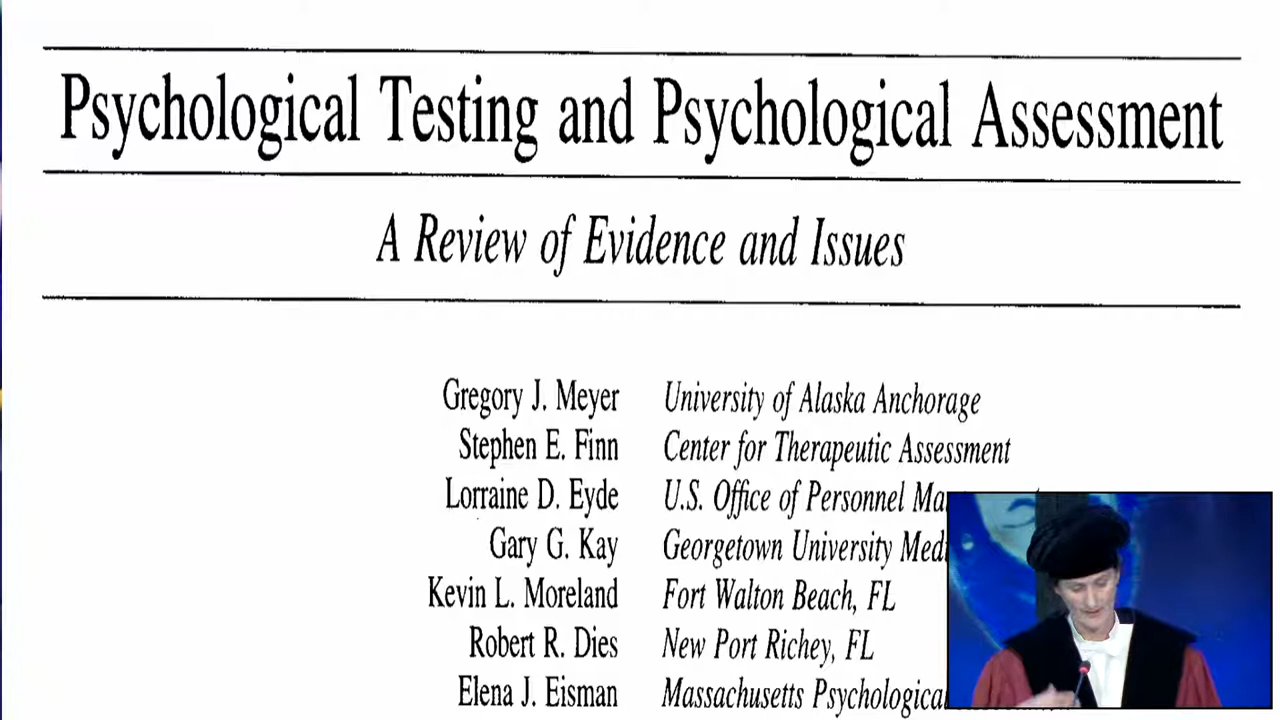 Psychological Testing and Psychological Assessment
A Review of Evidence and Issues
Gregory J. Meyer University of Alaska Anchorage
Stephen E. Finn Center for Therapeutic Assessment
Lorraine D. Eyde U.S. Office of Personnel
Gary G. Kay Georgetown University
Kevin L. Moreland Fort Walton Beach, FL
Robert R. Dies New Port Richey, FL
Elena J. Eisman Massachusetts Psychological